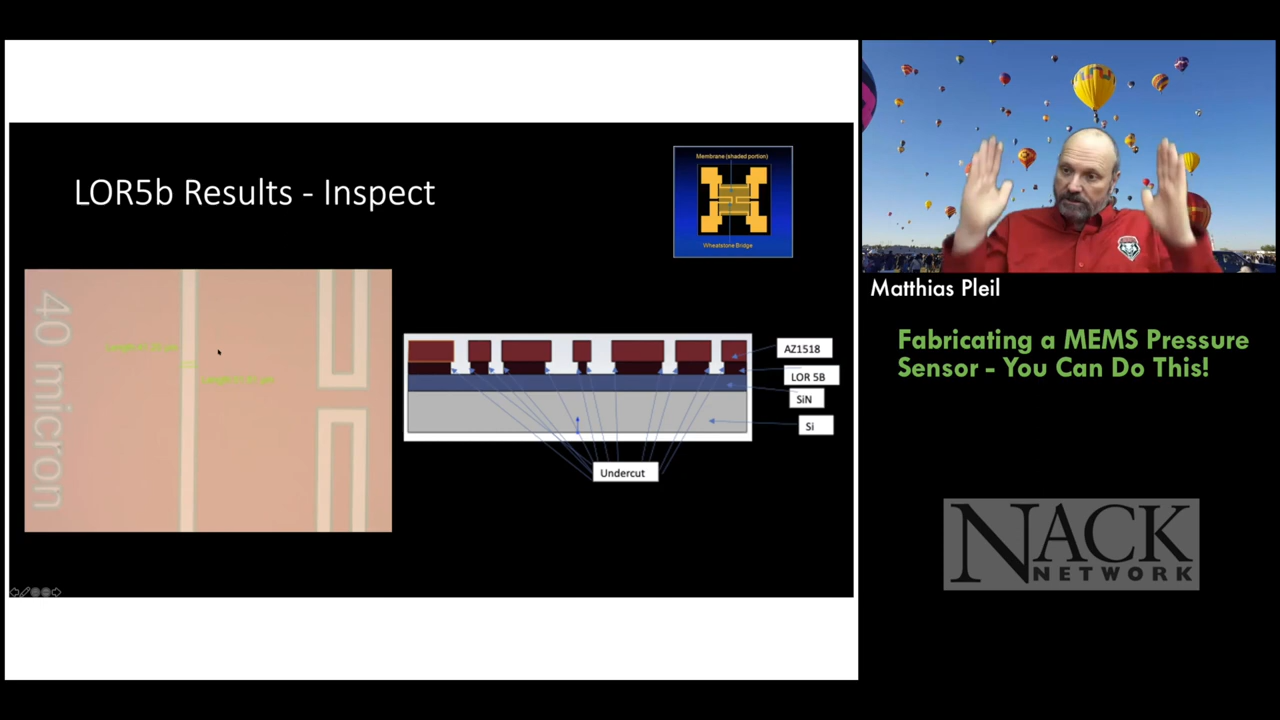 LOR5b Results - Inspect
Membrane (shaded portion)
Wheatstone Bridge
40 micron
AZ1518
LOR 5B
SiN
Si
Undercut
Matthias Pleil
Fabricating a MEMS Pressure
Sensor - You Can Do This!
NACK
NETWORK